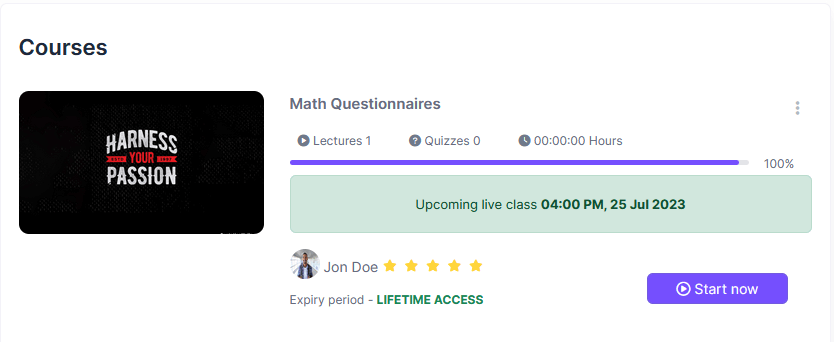 Courses
HARNESS
YOUR
PASSION
Math Questionnaires
Lectures 1 Quizzes 0 00:00:00 Hours
100%
Upcoming live class 04:00 PM, 25 Jul 2023
Jon Doe
Expiry period - LIFETIME ACCESS
Start now